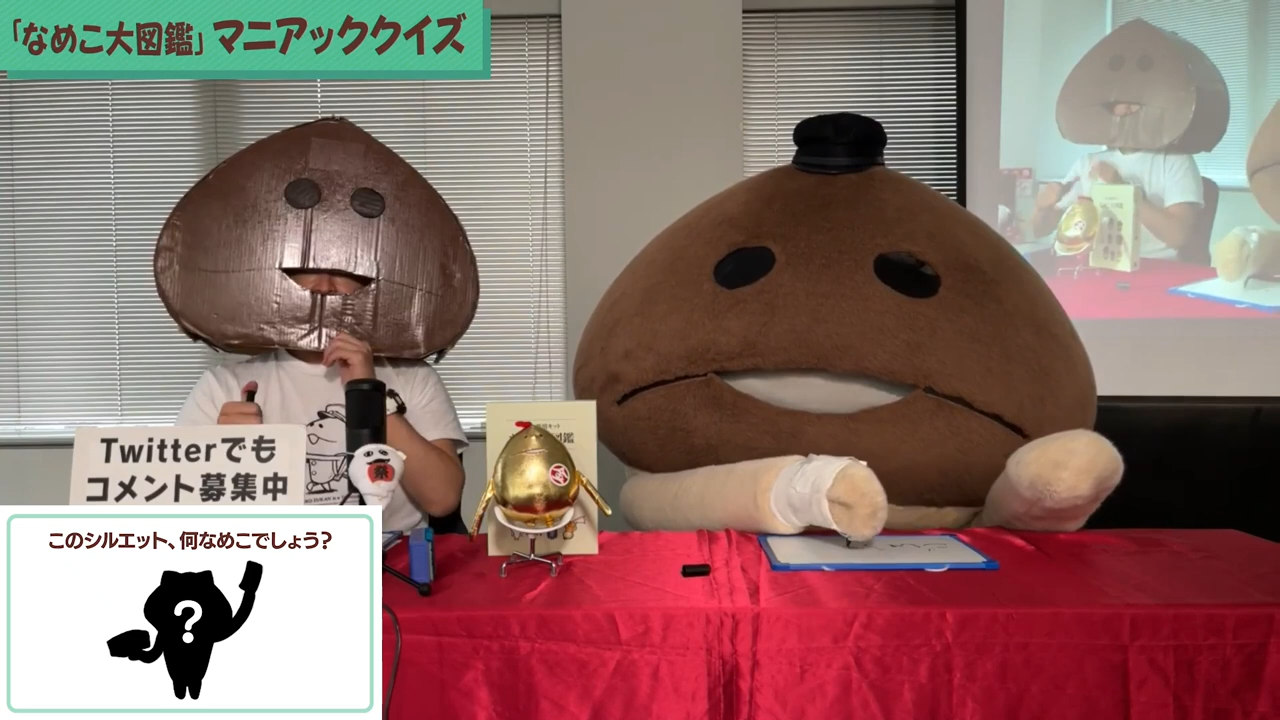 「なめこ大図鑑」マニアッククイズ
Twitterでも
コメント募集中
このシルエット、何なめこでしょう?
?